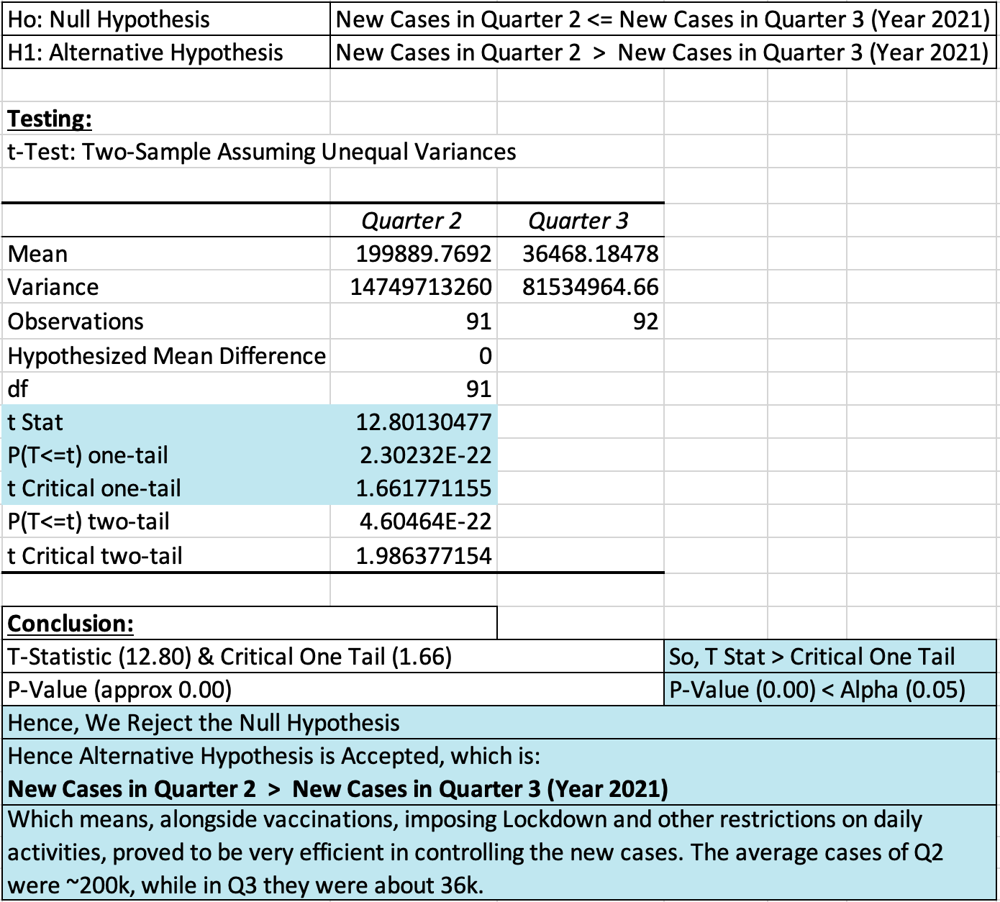 Ho: Null Hypothesis New Cases in Quarter 2 <= New Cases in Quarter 3 (Year 2021)
H1: Alternative Hypothesis New Cases in Quarter 2 > New Cases in Quarter 3 (Year 2021)
Testing:
t-Test: Two-Sample Assuming Unequal Variances
Quarter 2 Quarter 3
Mean 199889.7692 36468.18478
Variance 14749713260 81534964.66
Observations 91 92
Hypothesized Mean Difference 0
df 91
t Stat 12.80130477
P(T<=t) one-tail 2.30232E-22
t Critical one-tail 1.661771155
P(T<=t) two-tail 4.60464E-22
t Critical two-tail 1.986377154
Conclusion:
T-Statistic (12.80) & Critical One Tail (1.66) So, T Stat > Critical One Tail
P-Value (approx 0.00) P-Value (0.00) < Alpha (0.05)
Hence, We Reject the Null Hypothesis
Hence Alternative Hypothesis is Accepted, which is:
New Cases in Quarter 2 > New Cases in Quarter 3 (Year 2021)
Which means, alongside vaccinations, imposing Lockdown and other restrictions on daily
activities, proved to be very efficient in controlling the new cases. The average cases of Q2
were ~200k, while in Q3 they were about 36k.